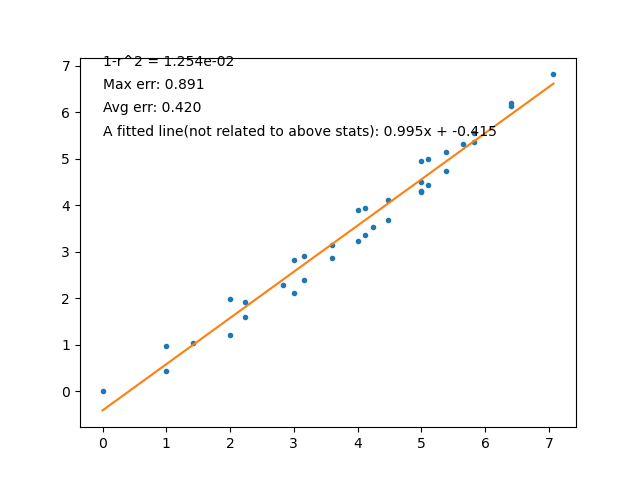 1-r^2 = 1.254e-02
Max err: 0.891
Avg err: 0.420
A fitted line(not related to above stats): 0.995x + -0.415
7
6
5
4
3
2
1
0
0 1 2 3 4 5 6 7